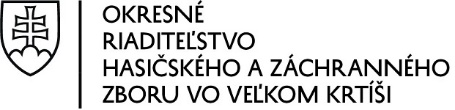 OKRESNÉ
RIADITEĽSTVO
HASIČSKÉHO A ZÁCHRANNÉHO
ZBORU VO VEĽKOM KRTÍŠI